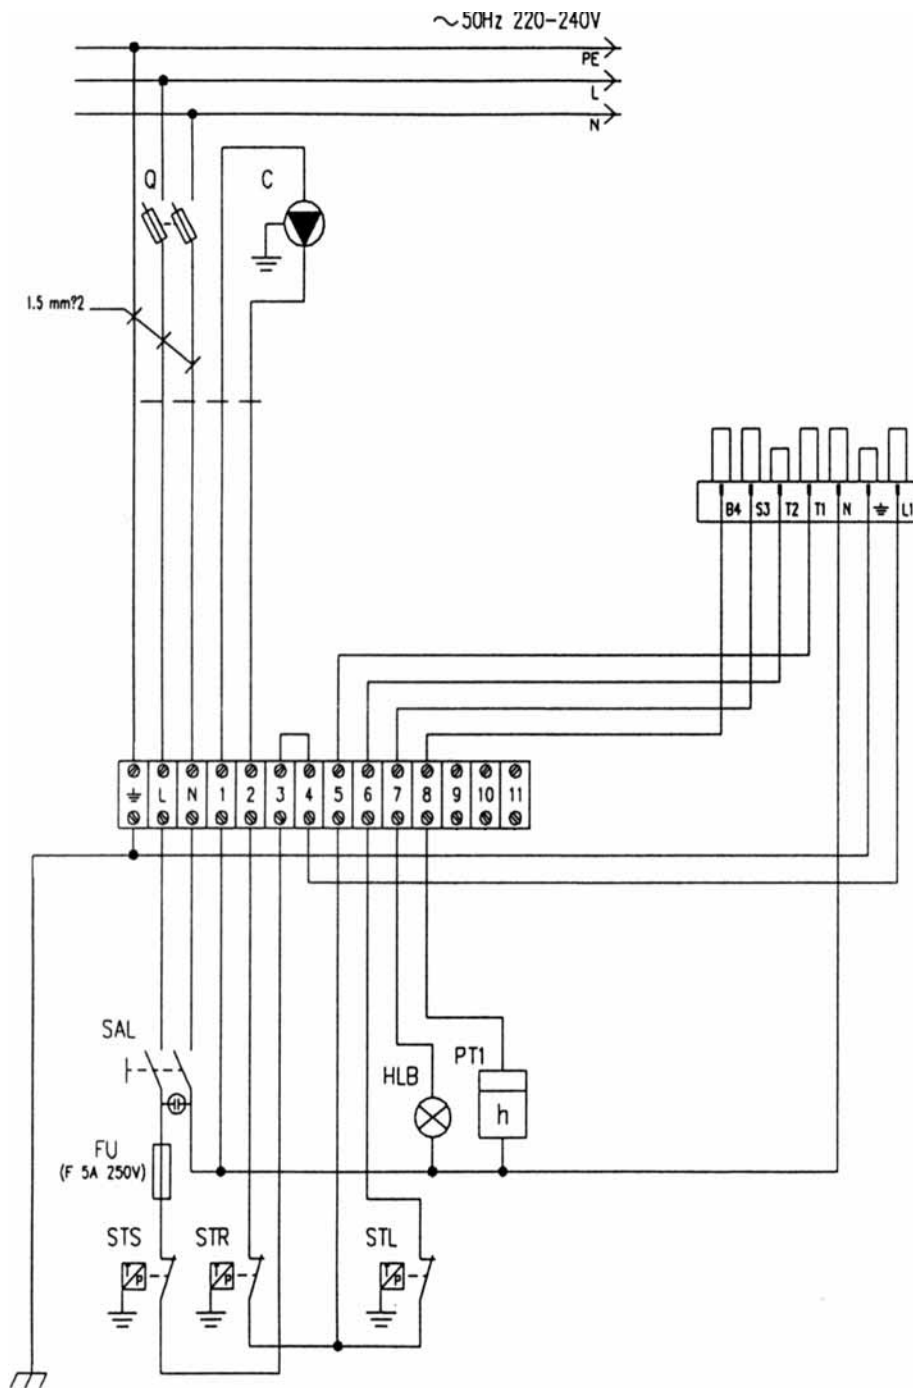 ~50Hz 220-240V
PE
L
N
Q
C
1.5 mm?2
B4 S3 T2 T1 N L1
L N 1 2 3 4 5 6 7 8 9 10 11
SAL
PT1
HLB
h
FU
(F 5A 250V)
STS STR STL
T P T P T P